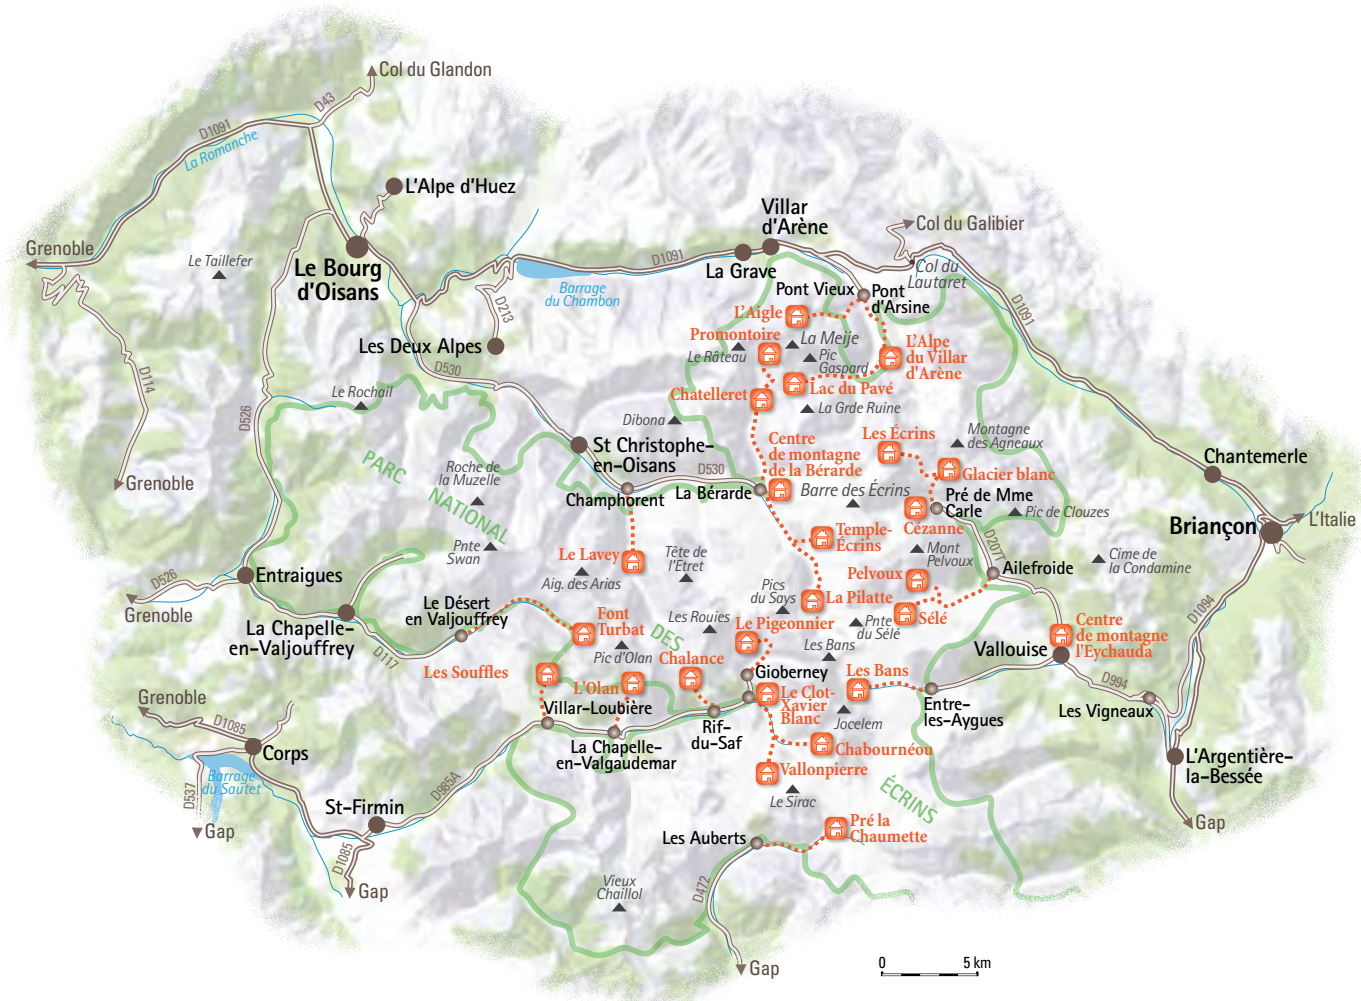 Col du Glandon
D43
D1091
La Romanche
L'Alpe d'Huez
Villar
d'Arène
Col du Galibier
Grenoble
Le Taillefer
Le Bourg
d'Oisans
D1091
La Grave
Col du
Lautaret
Barrage
du Chambon
Pont Vieux
Pont
d'Arsine
D213
L'Aigle
D1091
Promontoire
La Meije
Les Deux Alpes
Le Râteau
Pic
Gaspard
L'Alpe
du Villar
d'Arène
D530
D114
Le Rochail
Chatelleret
Lac du Pavé
La Grde Ruine
D526
Dibona
St Christophe-
en-Oisans
Centre
de montagne
de la Bérarde
Les Écrins
Montagne
des Agneaux
PARC
NATIONAL
Roche de
la Muzelle
D530
Glacier blanc
Chantemerle
Grenoble
Champhorent
La Bérarde
Barre des Écrins
Pré de Mme
Carle
Cézanne
Pic de Clouzes
L'Italie
Briançon
Pnte
Swan
Temple-
Écrins
D207T
Le Lavey
Tête de
l'Etret
Mont
Pelvoux
Cime de
la Condamine
Ailefroide
Entraigues
D526
Grenoble
Aig. des Arias
Pelvoux
Pics
du Says
La Pilatte
Le Désert
en Valjouffrey
Font
Turbat
Les Rouies
Le Pigeonnier
Pnte
du Sélé
Sélé
D1094
La Chapelle-
en-Valjouffrey
DES
Centre
de montagne
l'Eychauda
D117
Pic d'Olan
Les Bans
Vallouise
Les Souffles
Chalance
Gioberney
Les Bans
D994
L'Olan
Grenoble
Le Clot-
Xavier
Blanc
Entre-
les-Aygues
Les Vigneaux
Villar-Loubière
D1085
Rif-
du-Saf
Jocelem
Corps
La Chapelle-
en-Valgaudemar
Chabournéou
L'Argentière-
la-Bessée
Barrage
du Sautet
Vallonpierre
D537
D985A
Le Sirac
ÉCRINS
St-Firmin
Gap
Pré la
Chaumette
Gap
Les Auberts
D1085
Gap
Vieux
Chaillol
D472
Gap
0 5 km